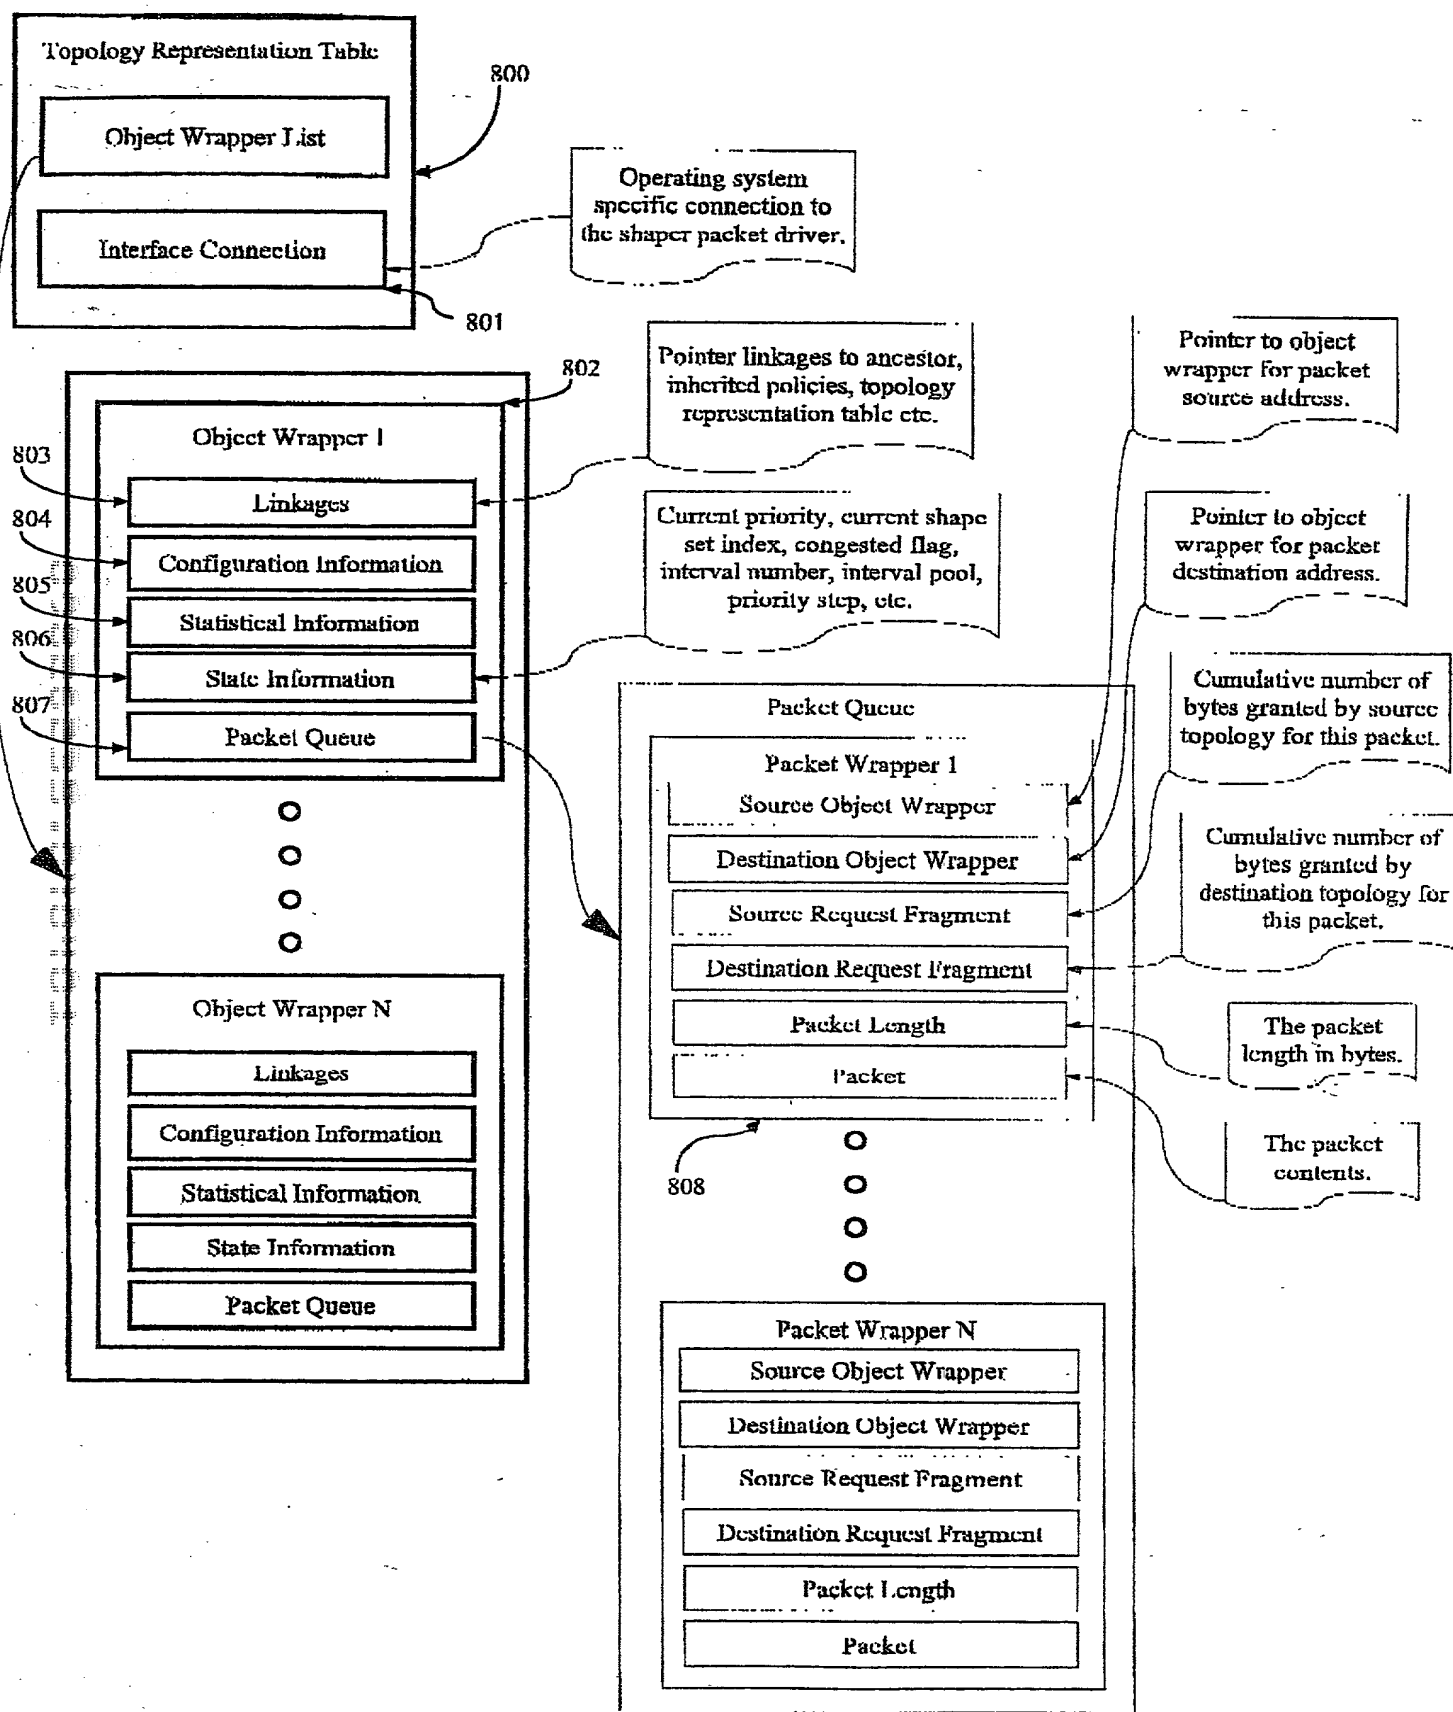 Topology Representation Table
800
Object Wrapper List
Interface Connection
801
Operating system
specific connection to
the shaper packet driver.
802
Object Wrapper 1
803
Linkages
804
Configuration Information
805
Statistical Information
806
State Information
807
Packet Queue
Pointer linkages to ancestor,
inherited policies, topology
representation table etc.
Current priority, current shape
set index, congested flag,
interval number, interval pool,
priority step, etc.
Pointer to object
wrapper for packet
source address.
Pointer to object
wrapper for packet
destination address.
Cumulative number of
bytes granted by source
topology for this packet.
Cumulative number of
bytes granted by
destination topology for
this packet.
The packet
length in bytes.
The packet
contents.
Packet Queue
Packet Wrapper 1
Source Object Wrapper
Destination Object Wrapper
Source Request Fragment
Destination Request Fragment
Packet Length
Packet
808
Object Wrapper N
Linkages
Configuration Information
Statistical Information
State Information
Packet Queue
Packet Wrapper N
Source Object Wrapper
Destination Object Wrapper
Source Request Fragment
Destination Request Fragment
Packet Length
Packet